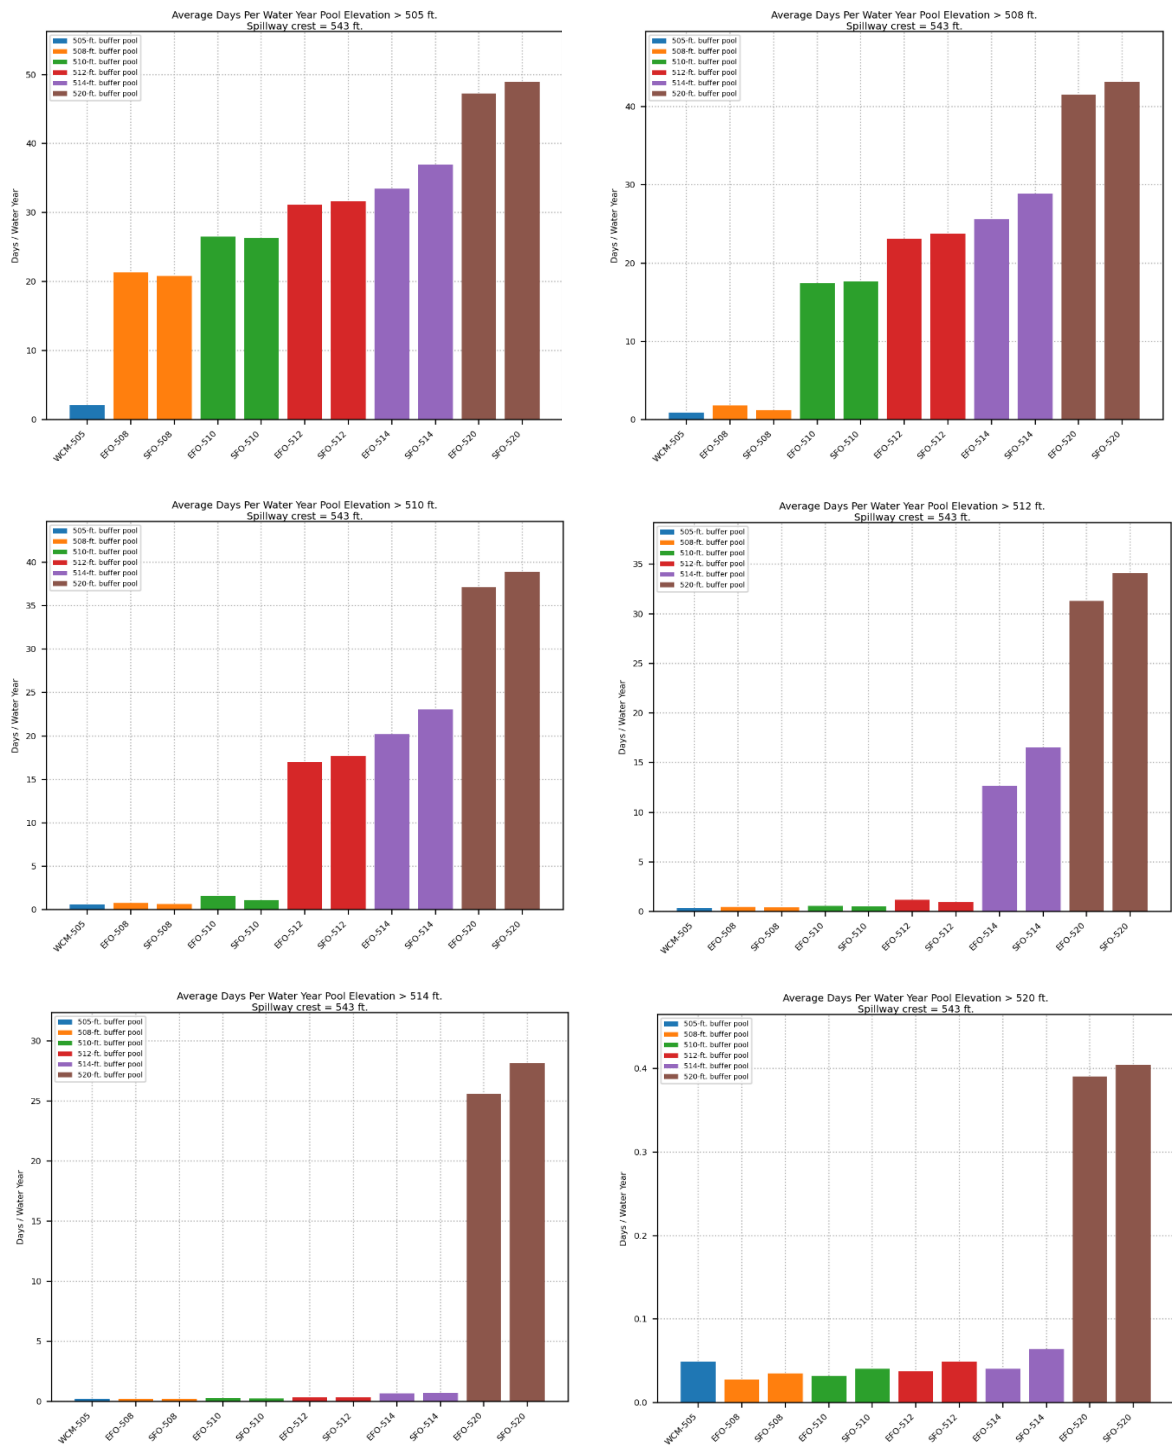 Average Days Per Water Year Pool Elevation > 505 ft.
Spillway crest = 543 ft.
505-ft. buffer pool
508-ft. buffer pool
510-ft. buffer pool
512-ft. buffer pool
514-ft. buffer pool
520-ft. buffer pool
Days / Water Year
50
40
30
20
10
0
WCM-505
EFO-508
SFO-508
EFO-510
SFO-510
EFO-512
SFO-512
EFO-514
SFO-514
EFO-520
SFO-520
Average Days Per Water Year Pool Elevation > 508 ft.
Spillway crest = 543 ft.
505-ft. buffer pool
508-ft. buffer pool
510-ft. buffer pool
512-ft. buffer pool
514-ft. buffer pool
520-ft. buffer pool
Days / Water Year
40
30
20
10
0
WCM-505
EFO-508
SFO-508
EFO-510
SFO-510
EFO-512
SFO-512
EFO-514
SFO-514
EFO-520
SFO-520
Average Days Per Water Year Pool Elevation > 510 ft.
Spillway crest = 543 ft.
505-ft. buffer pool
508-ft. buffer pool
510-ft. buffer pool
512-ft. buffer pool
514-ft. buffer pool
520-ft. buffer pool
Days / Water Year
40
35
30
25
20
15
10
5
0
WCM-505
EFO-508
SFO-508
EFO-510
SFO-510
EFO-512
SFO-512
EFO-514
SFO-514
EFO-520
SFO-520
Average Days Per Water Year Pool Elevation > 512 ft.
Spillway crest = 543 ft.
505-ft. buffer pool
508-ft. buffer pool
510-ft. buffer pool
512-ft. buffer pool
514-ft. buffer pool
520-ft. buffer pool
Days / Water Year
35
30
25
20
15
10
5
0
WCM-505
EFO-508
SFO-508
EFO-510
SFO-510
EFO-512
SFO-512
EFO-514
SFO-514
EFO-520
SFO-520
Average Days Per Water Year Pool Elevation > 514 ft.
Spillway crest = 543 ft.
505-ft. buffer pool
508-ft. buffer pool
510-ft. buffer pool
512-ft. buffer pool
514-ft. buffer pool
520-ft. buffer pool
Days / Water Year
30
25
20
15
10
5
0
WCM-505
EFO-508
SFO-508
EFO-510
SFO-510
EFO-512
SFO-512
EFO-514
SFO-514
EFO-520
SFO-520
Average Days Per Water Year Pool Elevation > 520 ft.
Spillway crest = 543 ft.
505-ft. buffer pool
508-ft. buffer pool
510-ft. buffer pool
512-ft. buffer pool
514-ft. buffer pool
520-ft. buffer pool
Days / Water Year
0.4
0.3
0.2
0.1
0.0
WCM-505
EFO-508
SFO-508
EFO-510
SFO-510
EFO-512
SFO-512
EFO-514
SFO-514
EFO-520
SFO-520